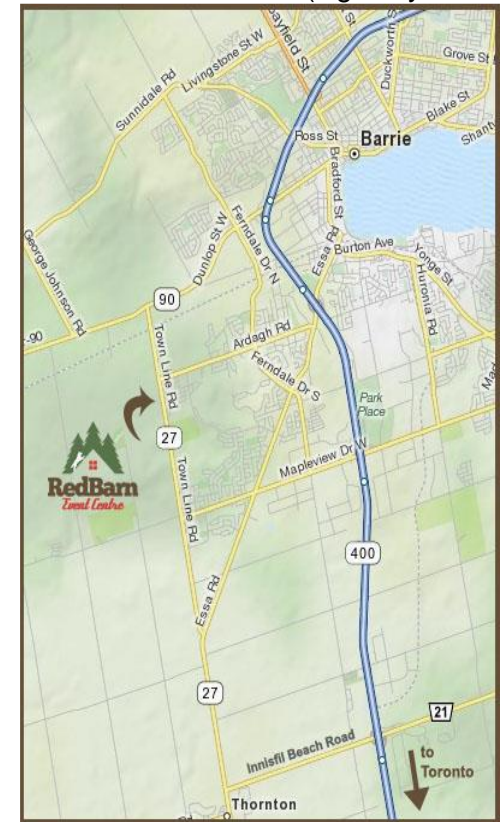 Bayfield St
Livingstone St W
Duckworth St
Grove St
Sunnidale Rd
Blake St
Ross St
Barrie
Shanty
Bradford St
George Johnson Rd
Dunlop St W
Ferndale Dr N
Essa Rd
Burton Ave
Yonge St
Huronia Rd
90
-90
Town Line Rd
Ardagh Rd
Ferndale Dr S
Park
Place
27
RedBarn
Event Centre
Town Line Rd
Mapleview Dr W
400
Essa Rd
27
21
Innisfil Beach Road
to
Toronto
Thornton